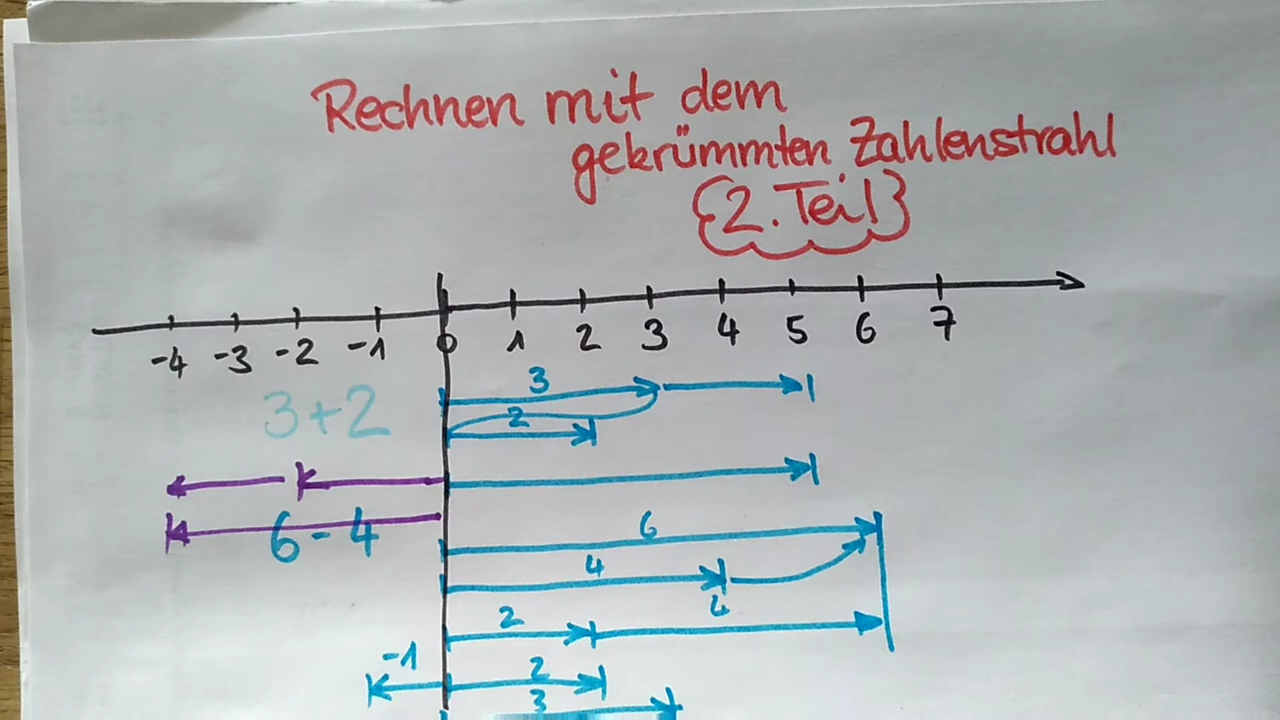 Rechnen mit dem
gekrümmten Zahlenstrahl
{2. Teil}
-4 -3 -2 -1 0 1 2 3 4 5 6 7
3
3+2
2
6
6-4
4
4
2
-1
2
3